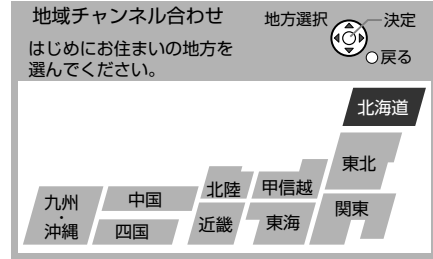 地域チャンネル合わせ
地方選択
決定
戻る
はじめにお住まいの地方を
選んでください。
北海道
東北
北陸
甲信越
関東
九州
・
沖縄
中国
近畿
東海
四国